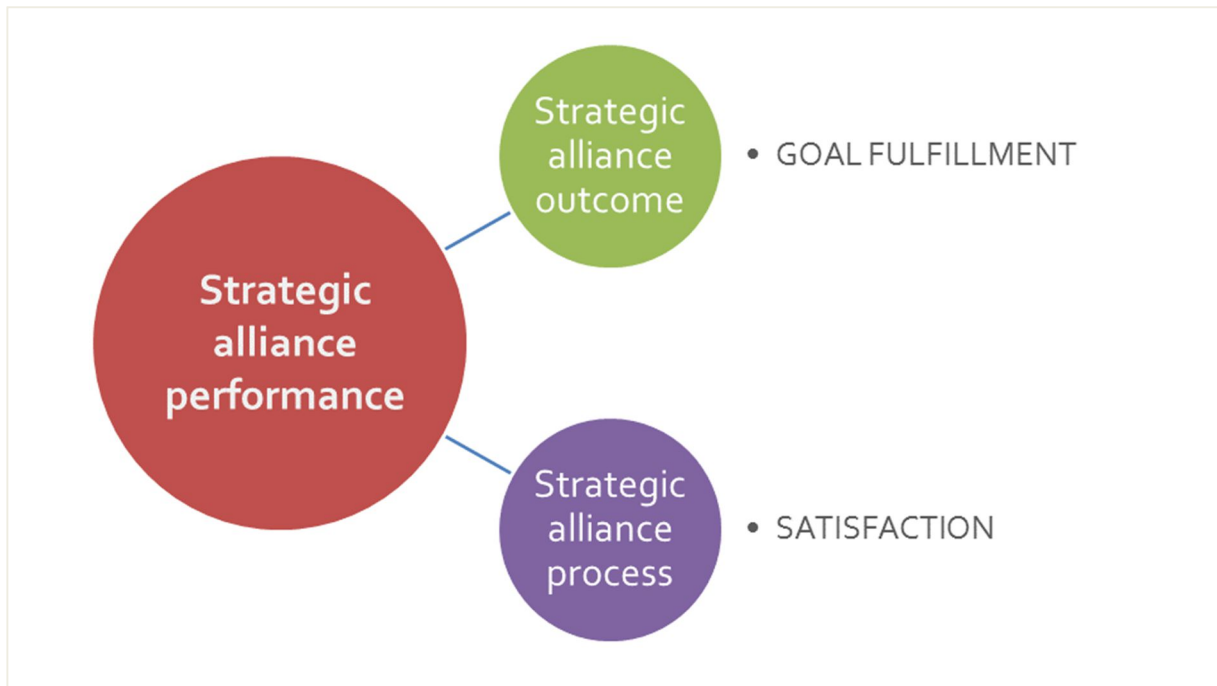 Strategic
alliance
outcome
• GOAL FULFILLMENT
Strategic
alliance
performance
Strategic
alliance
process
• SATISFACTION